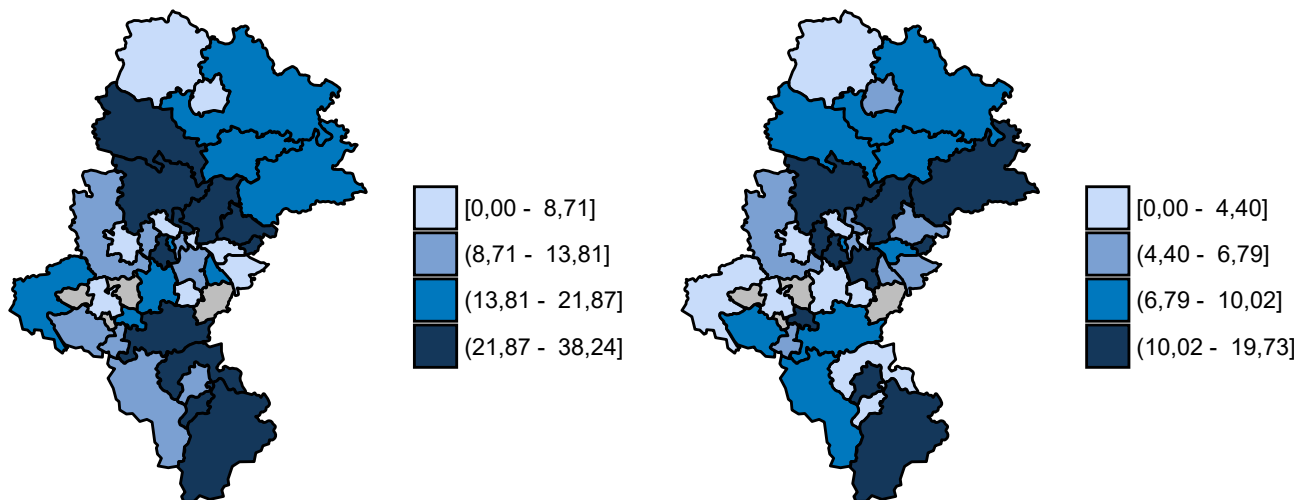 [0,00 - 8,71]
(8,71 - 13,81]
(13,81 - 21,87]
(21,87 - 38,24]
[0,00 - 4,40]
(4,40 - 6,79]
(6,79 - 10,02]
(10,02 - 19,73]